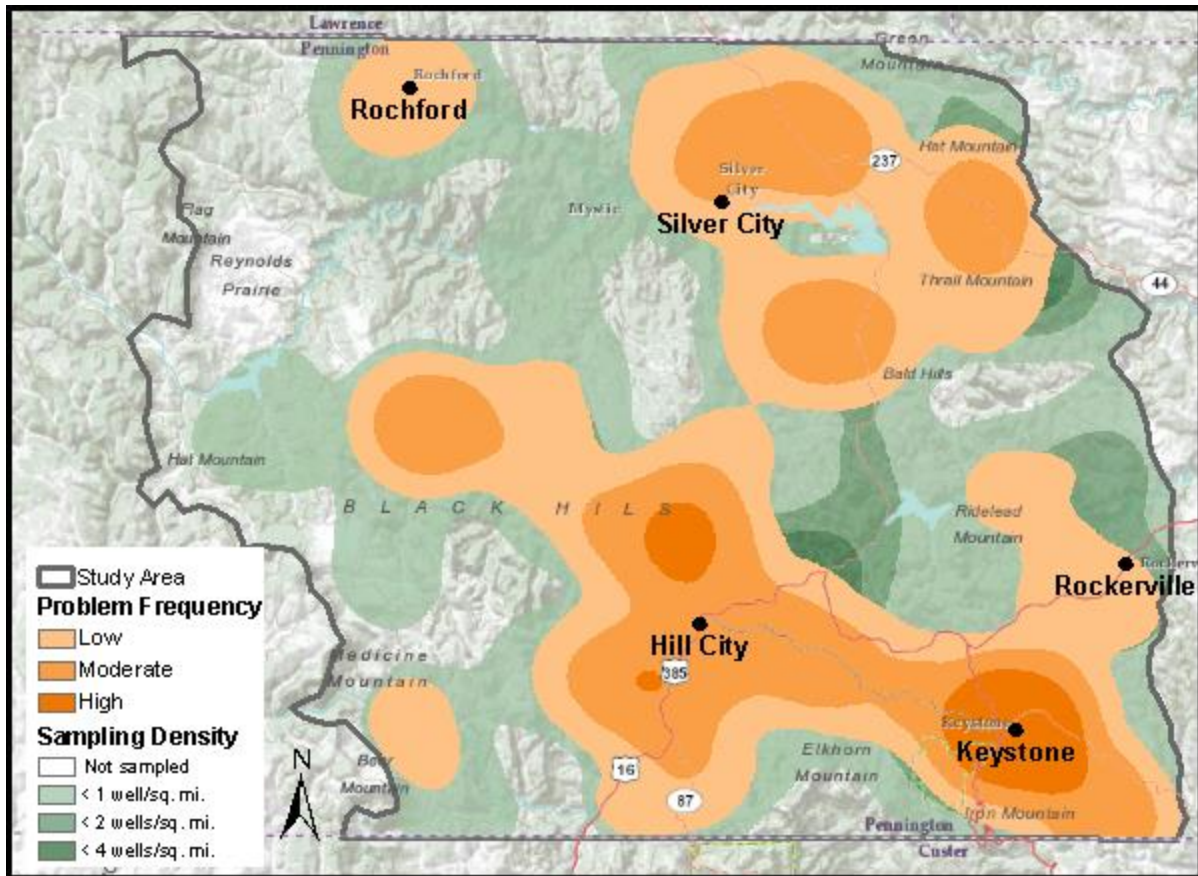 Lawrence
Pennington
Green
Mountain
Rochford
Rochford
Hat Mountain
237
Silver
City
Silver City
Mystic
Flag
Mountain
Reynolds
Prairie
Thrall Mountain
44
Bald Hills
Hat Mountain
BLACK HILLS
Ridelead
Mountain
Rockerville
Hill City
385
Medicine
Mountain
Keystone
Keystone
Elkhorn
Mountain
Bear
Mountain
16
87
Iron Mountain
Pennington
Custer
Study Area
Problem Frequency
Low
Moderate
High
Sampling Density
Not sampled
< 1 well/sq. mi.
< 2 wells/sq. mi.
< 4 wells/sq. mi.
N